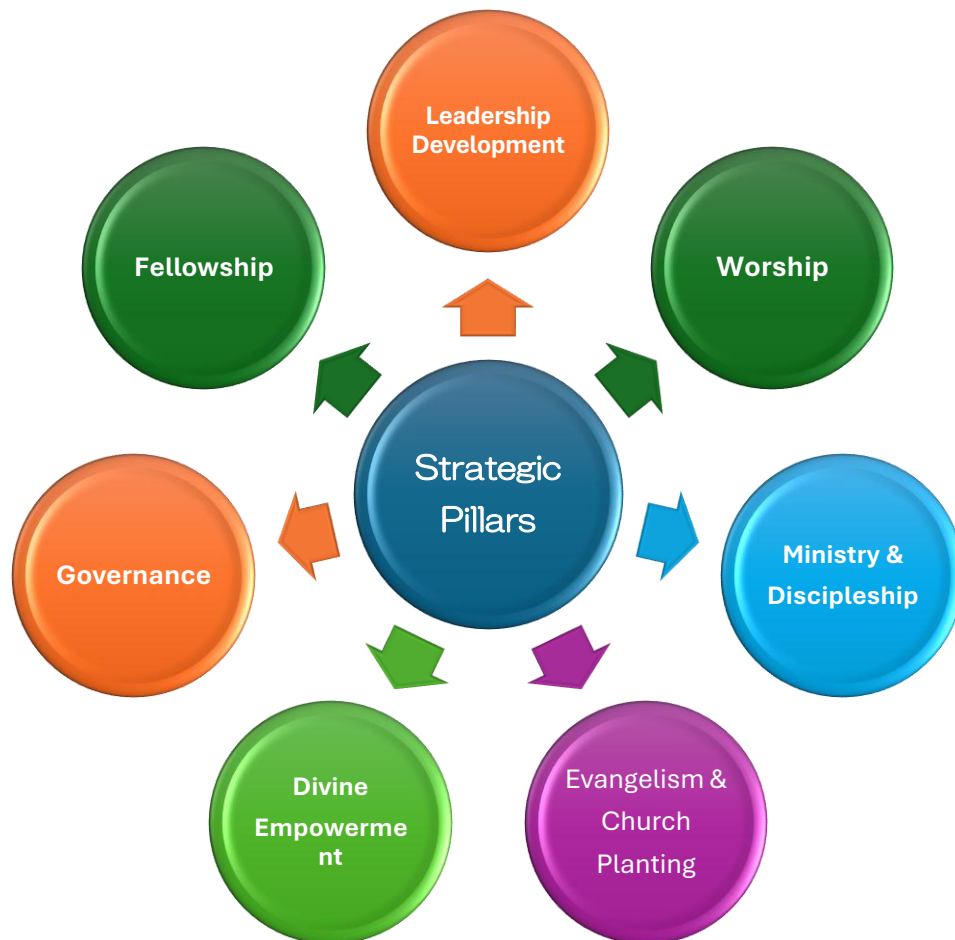 Leadership
Development
Fellowship
Worship
Strategic
Pillars
Governance
Ministry &
Discipleship
Divine
Empowerme
nt
Evangelism &
Church
Planting